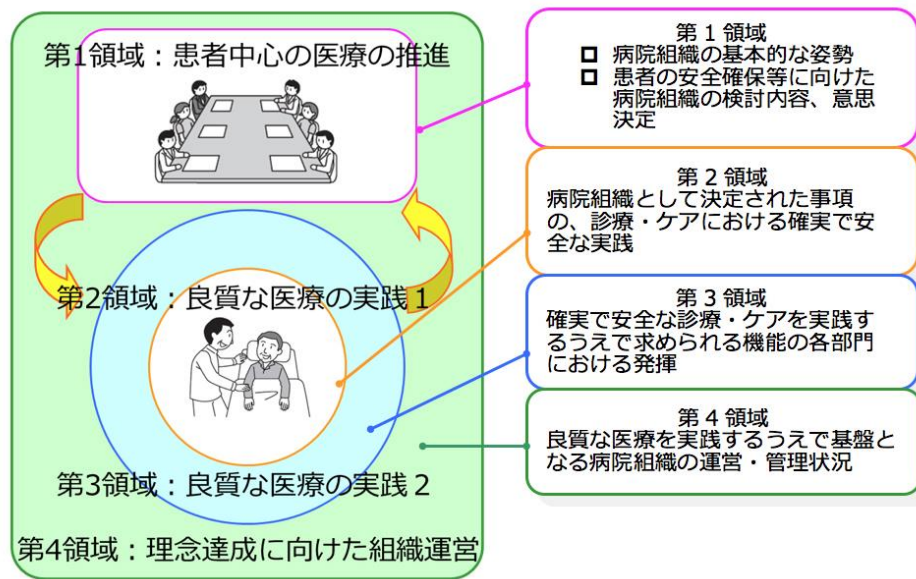 第1領域：患者中心の医療の推進
第2領域：良質な医療の実践１
第3領域：良質な医療の実践２
第4領域：理念達成に向けた組織運営
第１領域
病院組織の基本的な姿勢
患者の安全確保等に向けた
病院組織の検討内容、意思
決定
第２領域
病院組織として決定された事項
の、診療・ケアにおける確実で安
全な実践
第３領域
確実で安全な診療・ケアを実践す
るうえで求められる機能の各部門
における発揮
第４領域
良質な医療を実践するうえで基盤と
なる病院組織の運営・管理状況